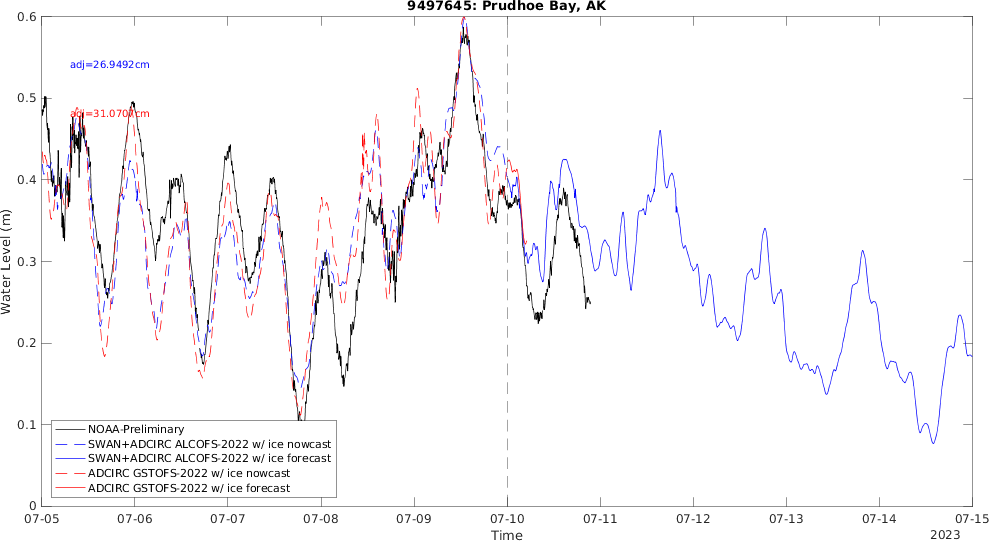 9497645: Prudhoe Bay, AK
0.6
0.5
0.4
0.3
0.2
0.1
0
Water Level (m)
adj=26.9492cm
adj=31.0707cm
NOAA-Preliminary
SWAN+ADCIRC ALCOFS-2022 w/ ice nowcast
SWAN+ADCIRC ALCOFS-2022 w/ ice forecast
ADCIRC GSTOFS-2022 w/ ice nowcast
ADCIRC GSTOFS-2022 w/ ice forecast
07-05 07-06 07-07 07-08 07-09 07-10 07-11 07-12 07-13 07-14 07-15
Time
2023